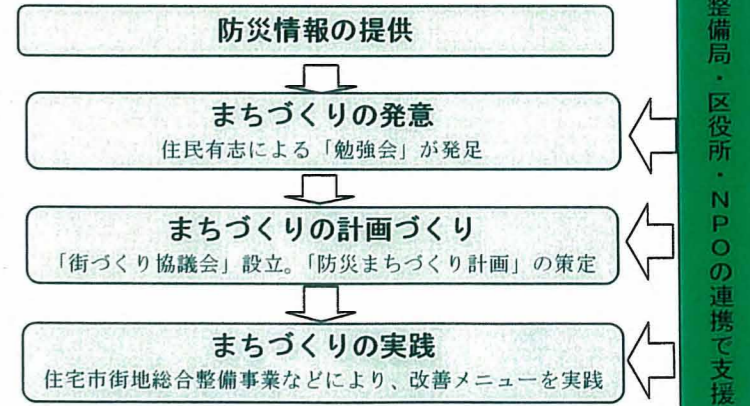 防災情報の提供
まちづくりの発意
住民有志による「勉強会」が発足
まちづくりの計画づくり
「街づくり協議会」設立。「防災まちづくり計画」の策定
まちづくりの実践
住宅市街地総合整備事業などにより、改善メニューを実践
整備局・区役所・NPOの連携で支援